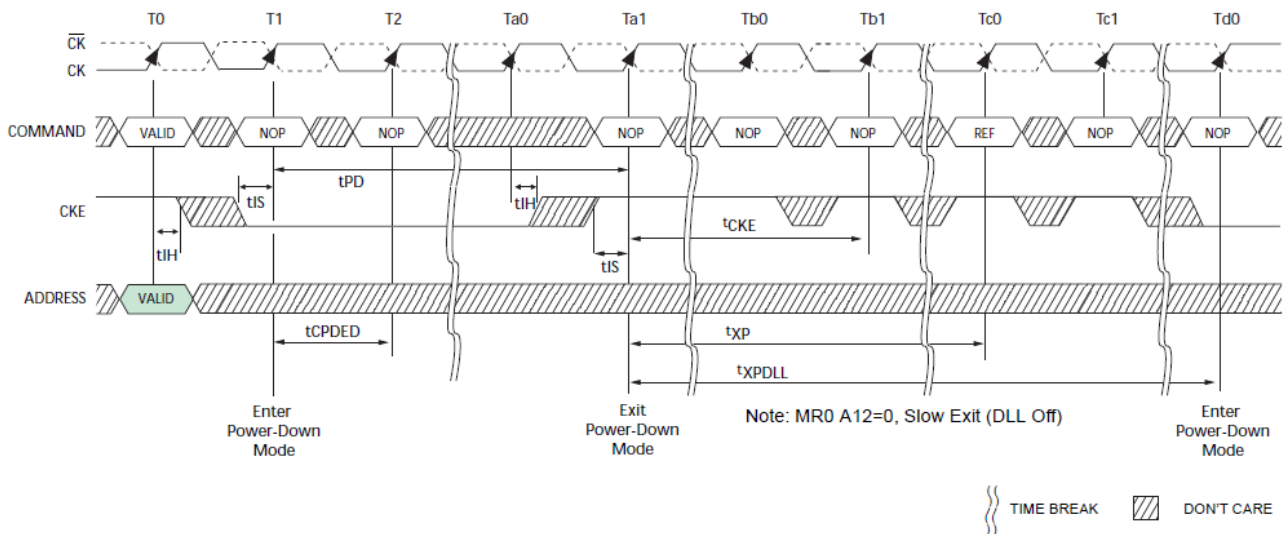 T0 T1 T2 Ta0 Ta1 Tb0 Tb1 Tc0 Tc1 Td0
CK
CK
COMMAND VALID NOP NOP NOP NOP NOP REF NOP NOP
tPD
tIS tIH
CKE
tCKE
tIH tIS
ADDRESS VALID
tCPDED tXP
tXPDLL
Enter
Power-Down
Mode
Exit
Power-Down
Mode
Note: MR0 A12=0, Slow Exit (DLL Off)
Enter
Power-Down
Mode
TIME BREAK DON'T CARE